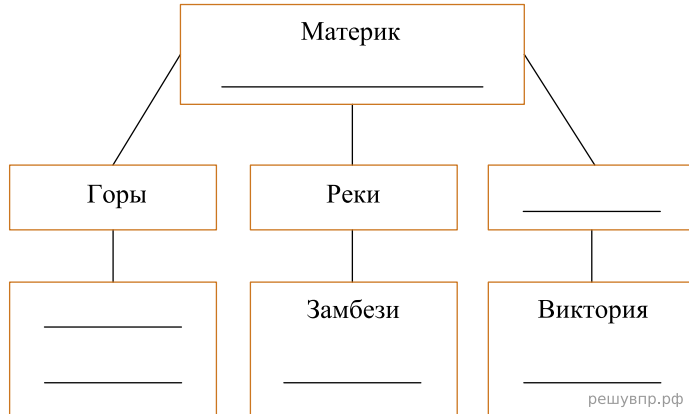 Материк
Горы
Реки
Замбези
Виктория
решувпр.рф